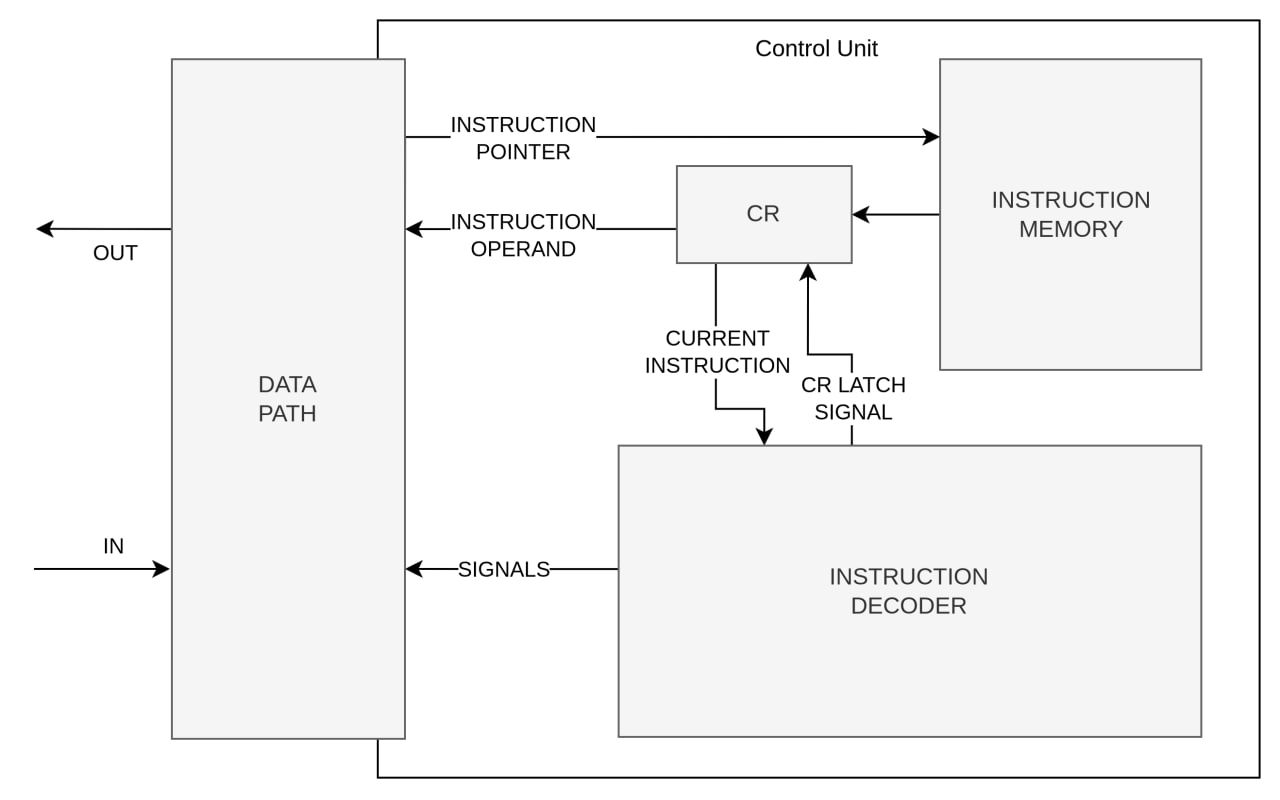 Control Unit
INSTRUCTION
POINTER
INSTRUCTION
MEMORY
CR
INSTRUCTION
OPERAND
OUT
CURRENT
INSTRUCTION
CR LATCH
SIGNAL
DATA
PATH
IN
SIGNALS
INSTRUCTION
DECODER